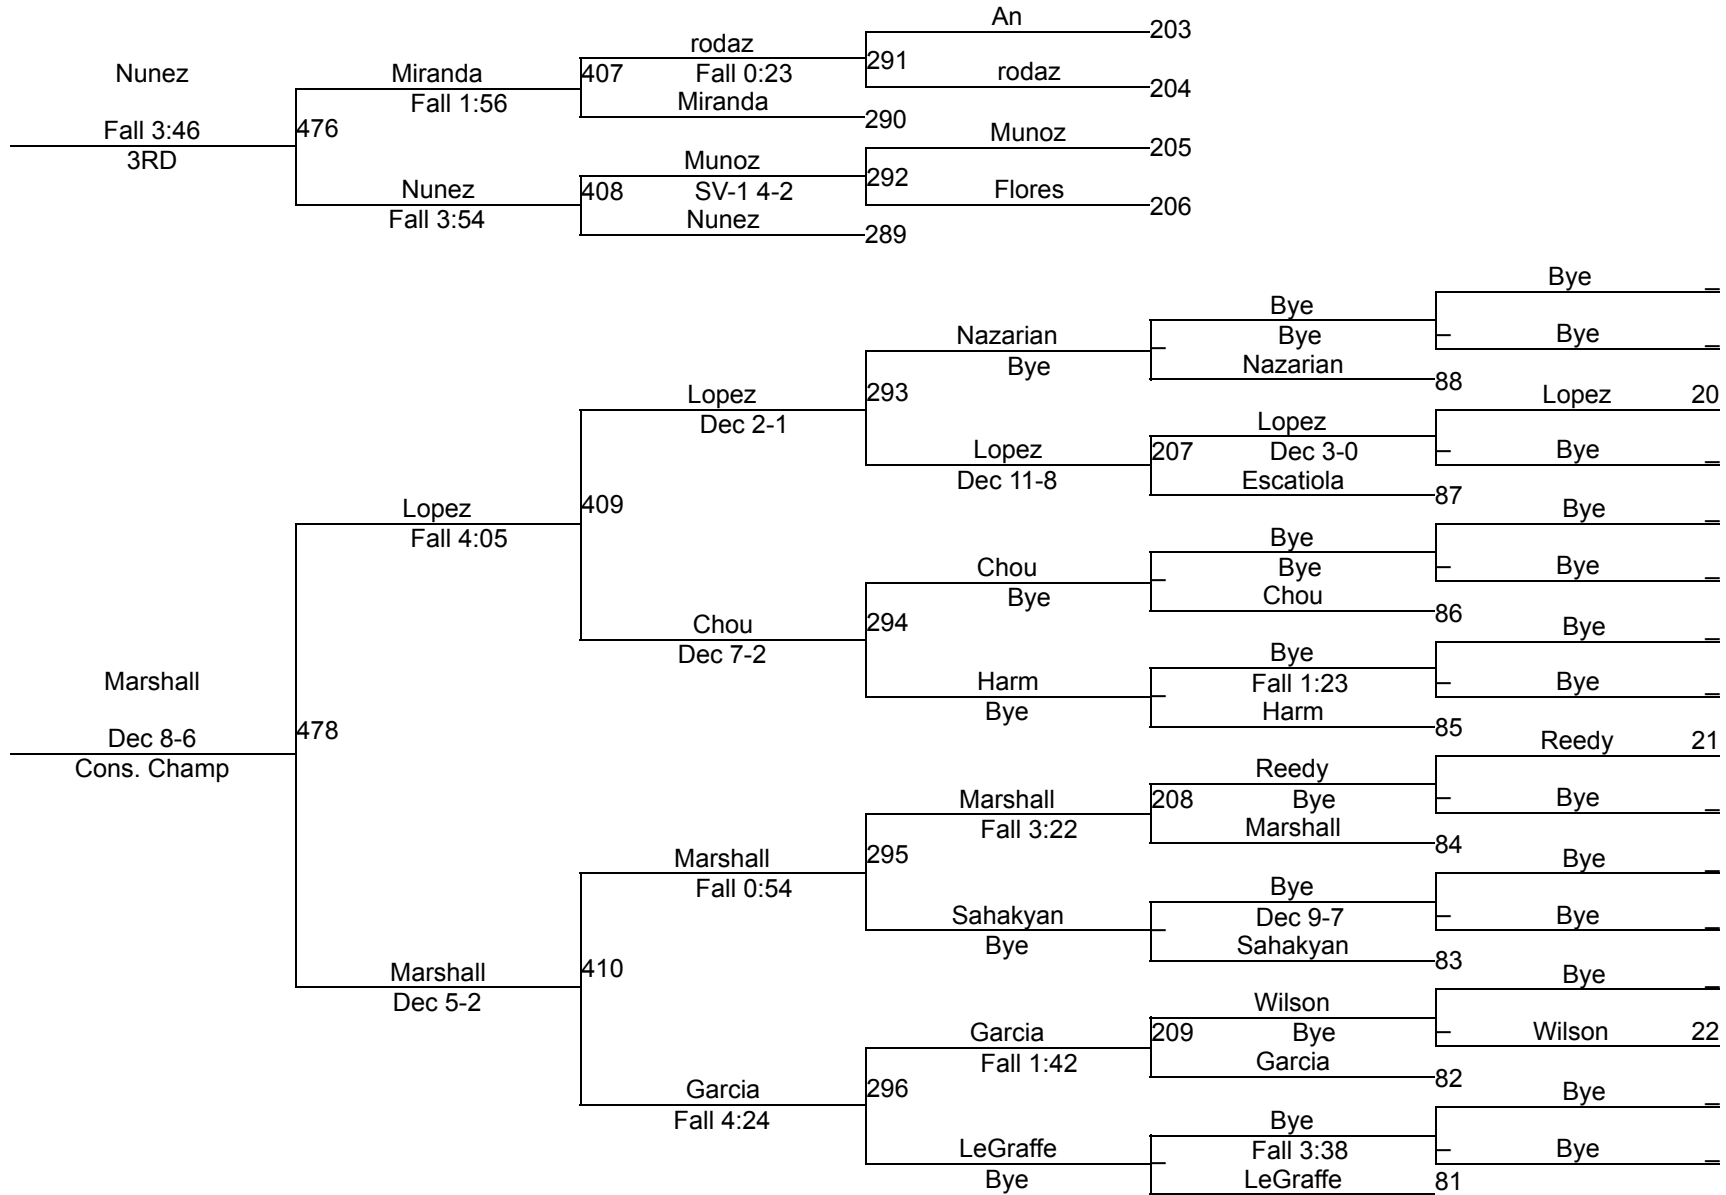 An
203
rodaz
Nunez
Miranda
407
Fall 0:23
291
rodaz
204
Fall 1:56
Miranda
290
Fall 3:46
476
Munoz
205
3RD
Munoz
Nunez
408
SV-1 4-2
292
Flores
206
Fall 3:54
Nunez
289
Bye _
Bye
Nazarian
_
Bye
_
Bye _
Bye
Nazarian
88
Lopez
293
Lopez 20
Dec 2-1
Lopez
Lopez
207
Dec 3-0
_
Bye _
Dec 11-8
Escatiola
87
Lopez
409
Bye _
Fall 4:05
Bye
Chou
_
Bye
_
Bye _
Bye
Chou
86
Chou
294
Bye _
Dec 7-2
Bye
Harm
_
Fall 1:23
_
Bye _
Bye
Harm
85
Marshall
478
Dec 8-6
Cons. Champ
Reedy 21
Reedy
Marshall
208
Bye
_
Bye _
Fall 3:22
Marshall
84
Marshall
295
Bye _
Fall 0:54
Bye
Sahakyan
_
Dec 9-7
_
Bye _
Bye
Sahakyan
83
Marshall
410
Bye _
Dec 5-2
Wilson
Garcia
209
Bye
_
Wilson 22
Fall 1:42
Garcia
82
Garcia
296
Bye _
Fall 4:24
Bye
LeGraffe
_
Fall 3:38
_
Bye _
Bye
LeGraffe
81